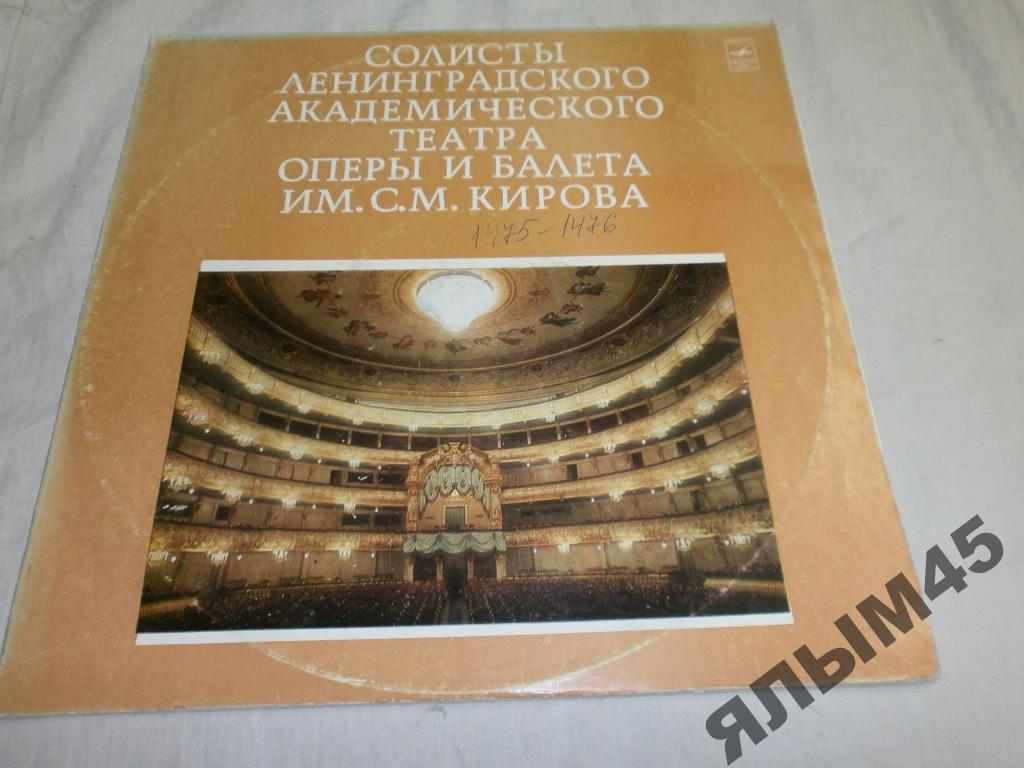 СОЛИСТЫ
ЛЕНИНГРАДСКОГО
АКАДЕМИЧЕСКОГО
ТЕАТРА
ОПЕРЫ И БАЛЕТА
ИМ. С.М. КИРОВА
1475-1476
ЯЛЫМ45